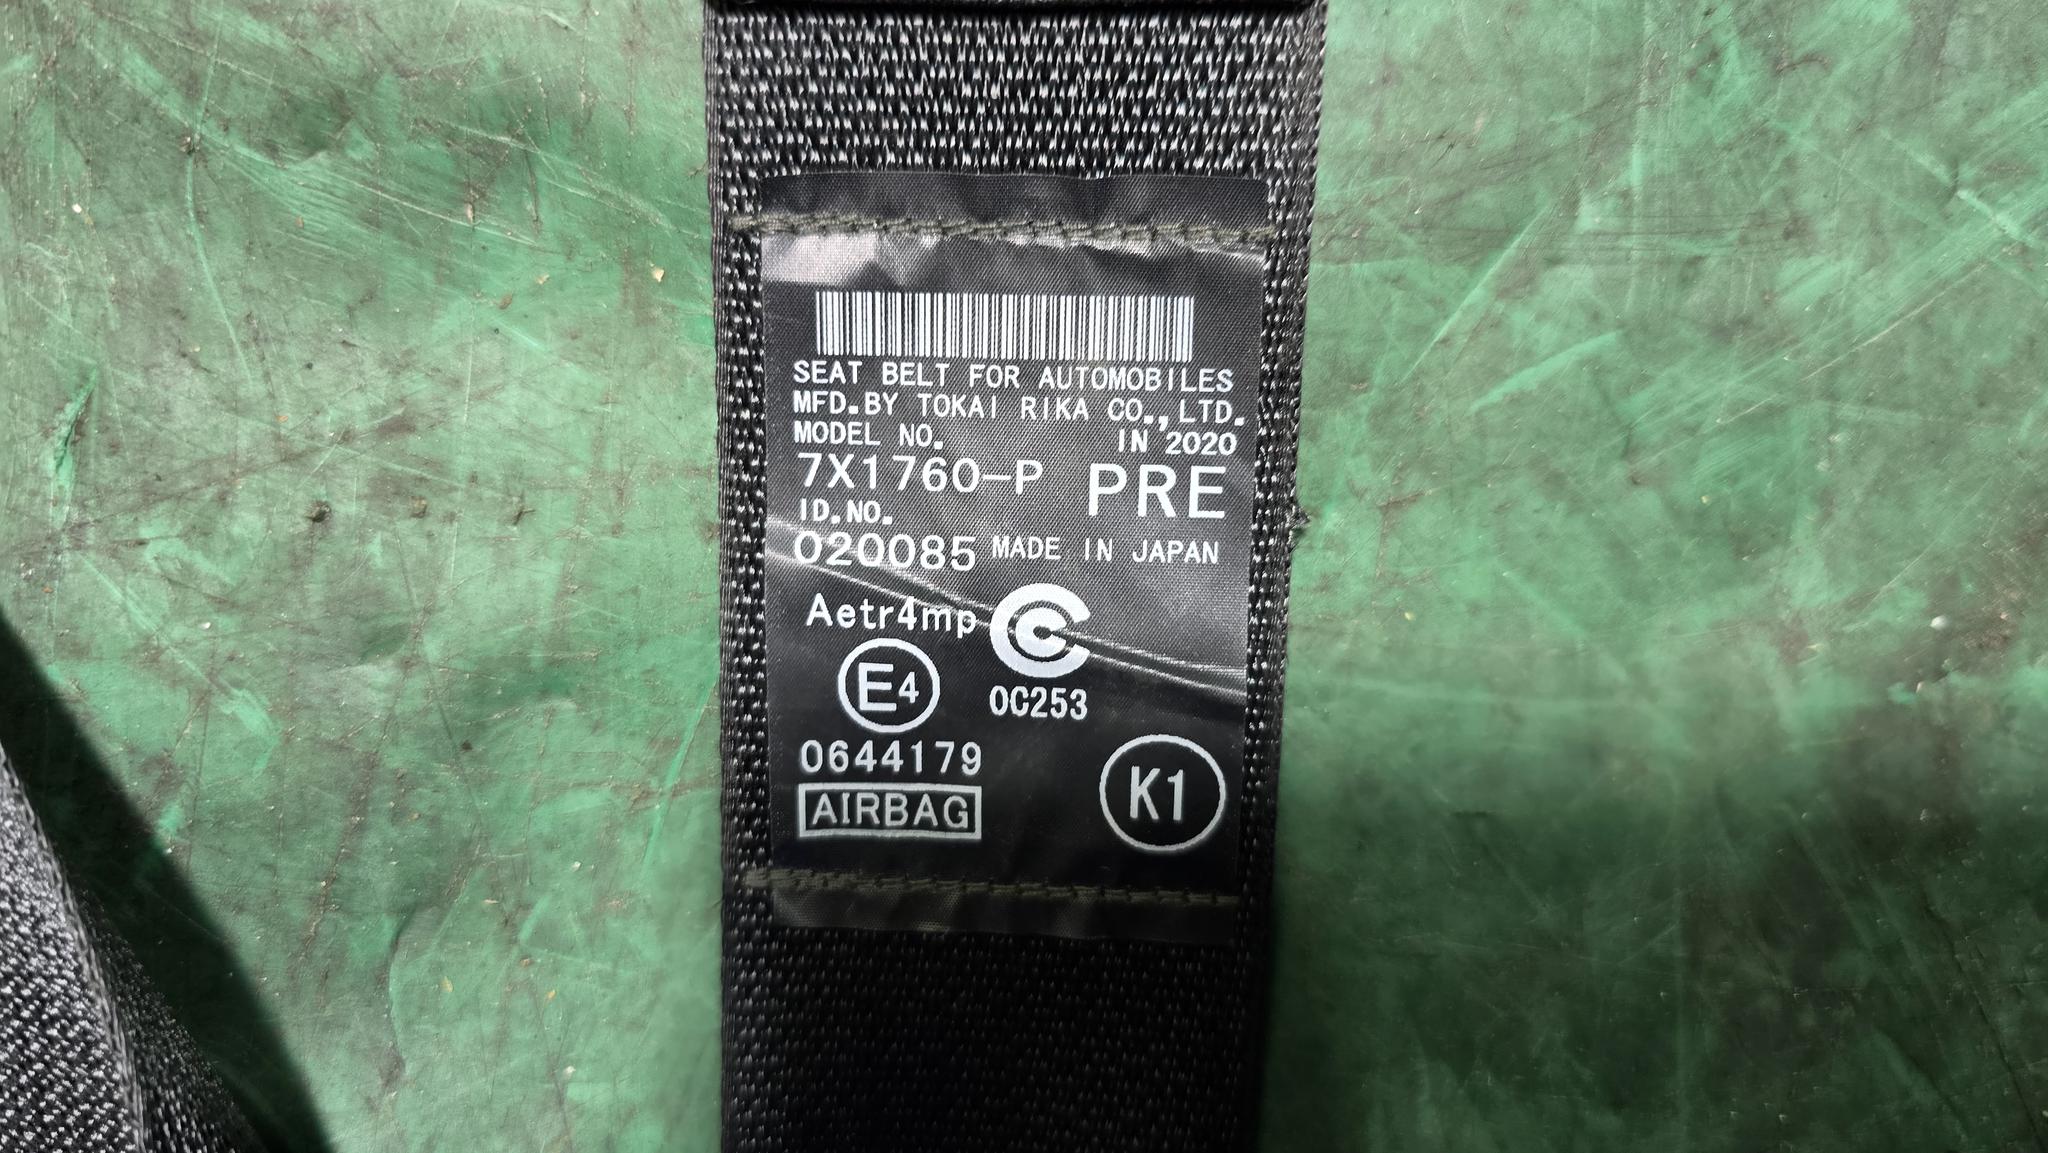 SEAT BELT FOR AUTOMOBILES
MFD.BY TOKAI RIKA CO.,LTD.
MODEL NO. IN 2020
7X1760-P PRE
ID.NO.
020085 MADE IN JAPAN
Aetr4mp
E4 0C253
0644179
AIRBAG K1